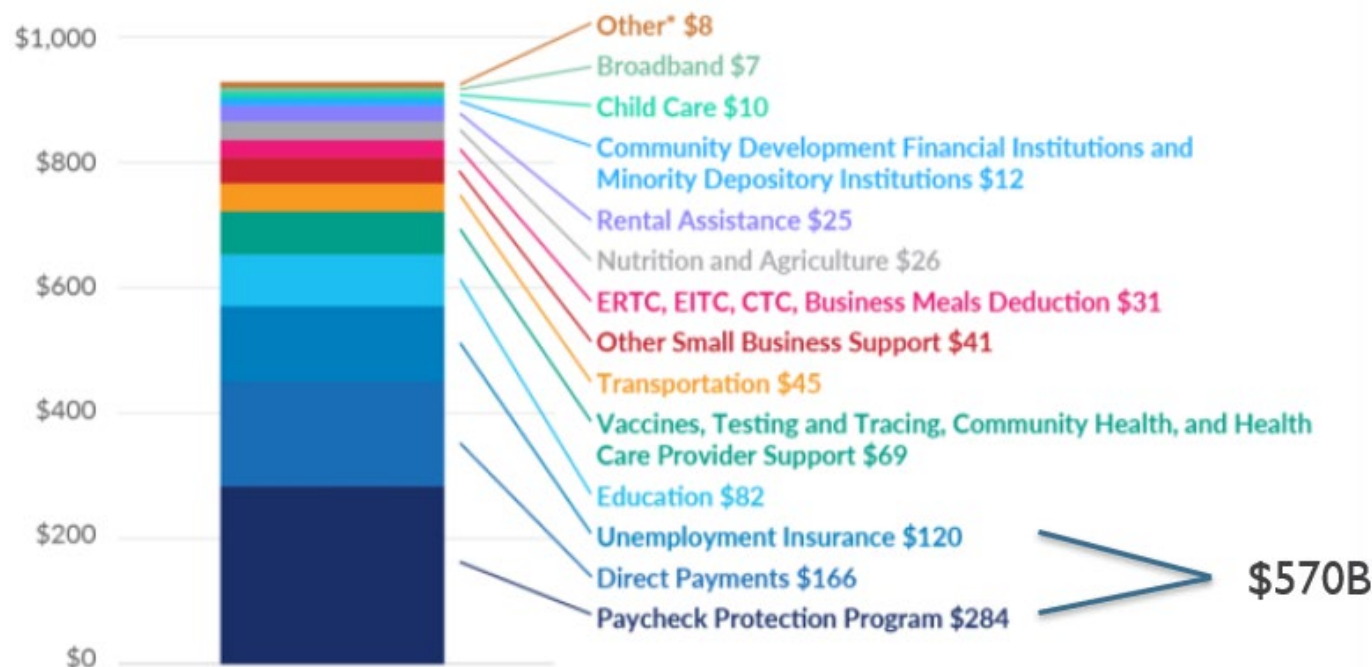 $1,000
$800
$600
$400
$200
$0
Other* $8
Broadband $7
Child Care $10
Community Development Financial Institutions and
Minority Depository Institutions $12
Rental Assistance $25
Nutrition and Agriculture $26
ERTC, EITC, CTC, Business Meals Deduction $31
Other Small Business Support $41
Transportation $45
Vaccines, Testing and Tracing, Community Health, and Health
Care Provider Support $69
Education $82
Unemployment Insurance $120
Direct Payments $166
Paycheck Protection Program $284
$570B